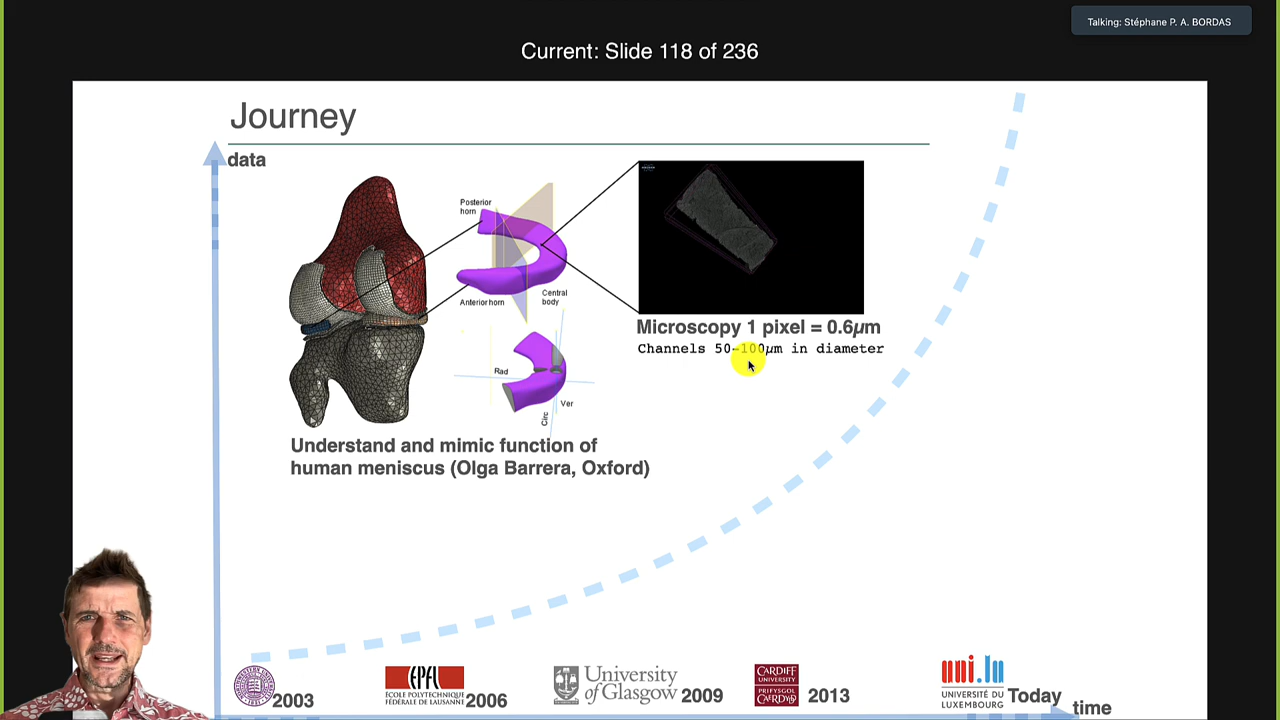 Talking: Stéphane P. A. BORDAS
Current: Slide 118 of 236
Journey
data
Posterior
horn
Anterior horn
Central
body
Rad
Ver
Circ
Microscopy 1 pixel = 0.6μm
Channels 50-100μm in diameter
Understand and mimic function of
human meniscus (Olga Barrera, Oxford)
2003
EPFL
ÉCOLE POLYTECHNIQUE
FÉDÉRALE DE LAUSANNE
2006
University
of Glasgow
2009
CARDIFF
UNIVERSITY
PRIFYSGOL
CAERDYDD
2013
uni.lu
UNIVERSITÉ DU
LUXEMBOURG
Today
time